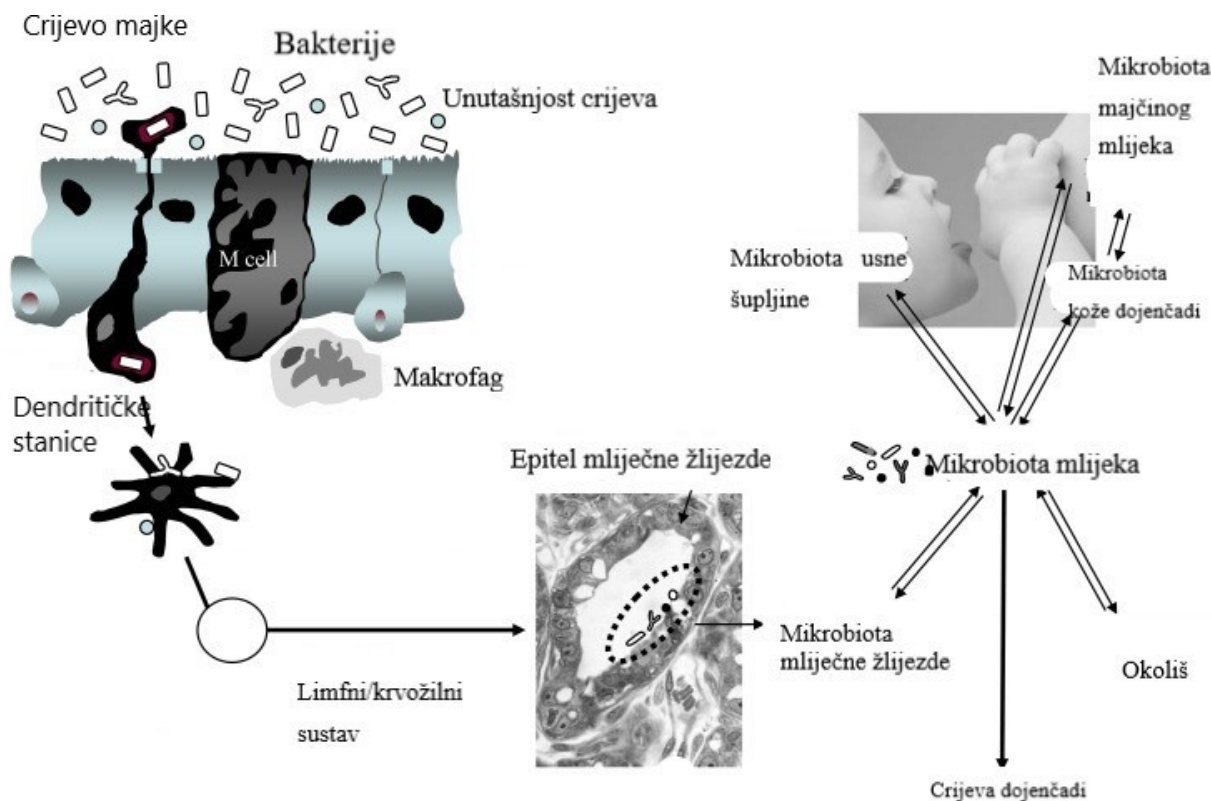 Crijevo majke
Bakterije
Unutašnjost crijeva
M cell
Makrofag
Dendritičke
stanice
Limfni/krvožilni
sustav
Epitel mliječne žlijezde
Mikrobiota
mliječne žlijezde
Mikrobiota usne
šupljine
Mikrobiota
majčinog
mlijeka
Mikrobiota
kože dojenčadi
Mikrobiota mlijeka
Okoliš
Crijeva dojenčadi